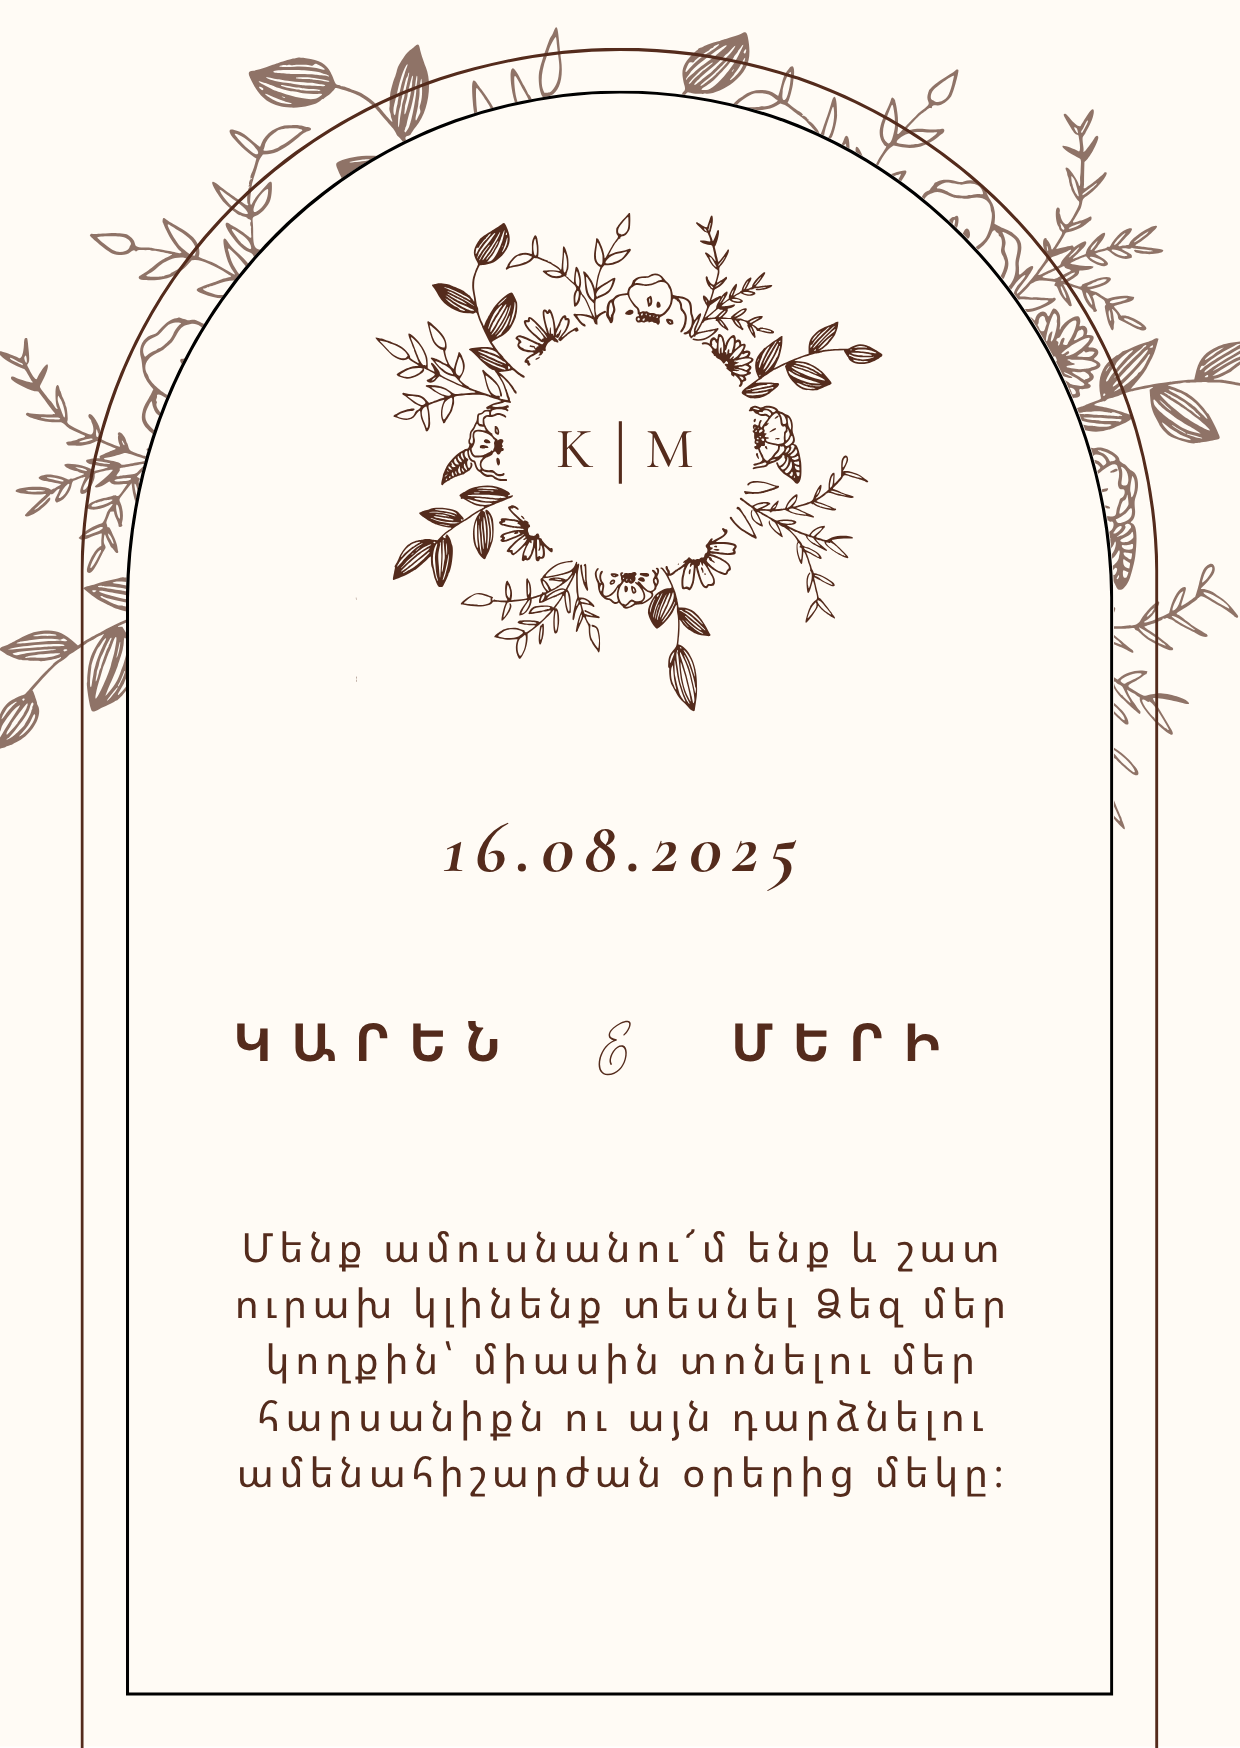 K | M
16.08.2025
ԿԱՐԵՆ & ՄԵՐԻ
Մենք ամուսնանու՜մ ենք և շատ
ուրախ կլինենք տեսնել Ձեզ մեր
կողքին՝ միասին տոնելու մեր
հարսանիքն ու այն դարձնելու
ամենահիշարժան օրերից մեկը: